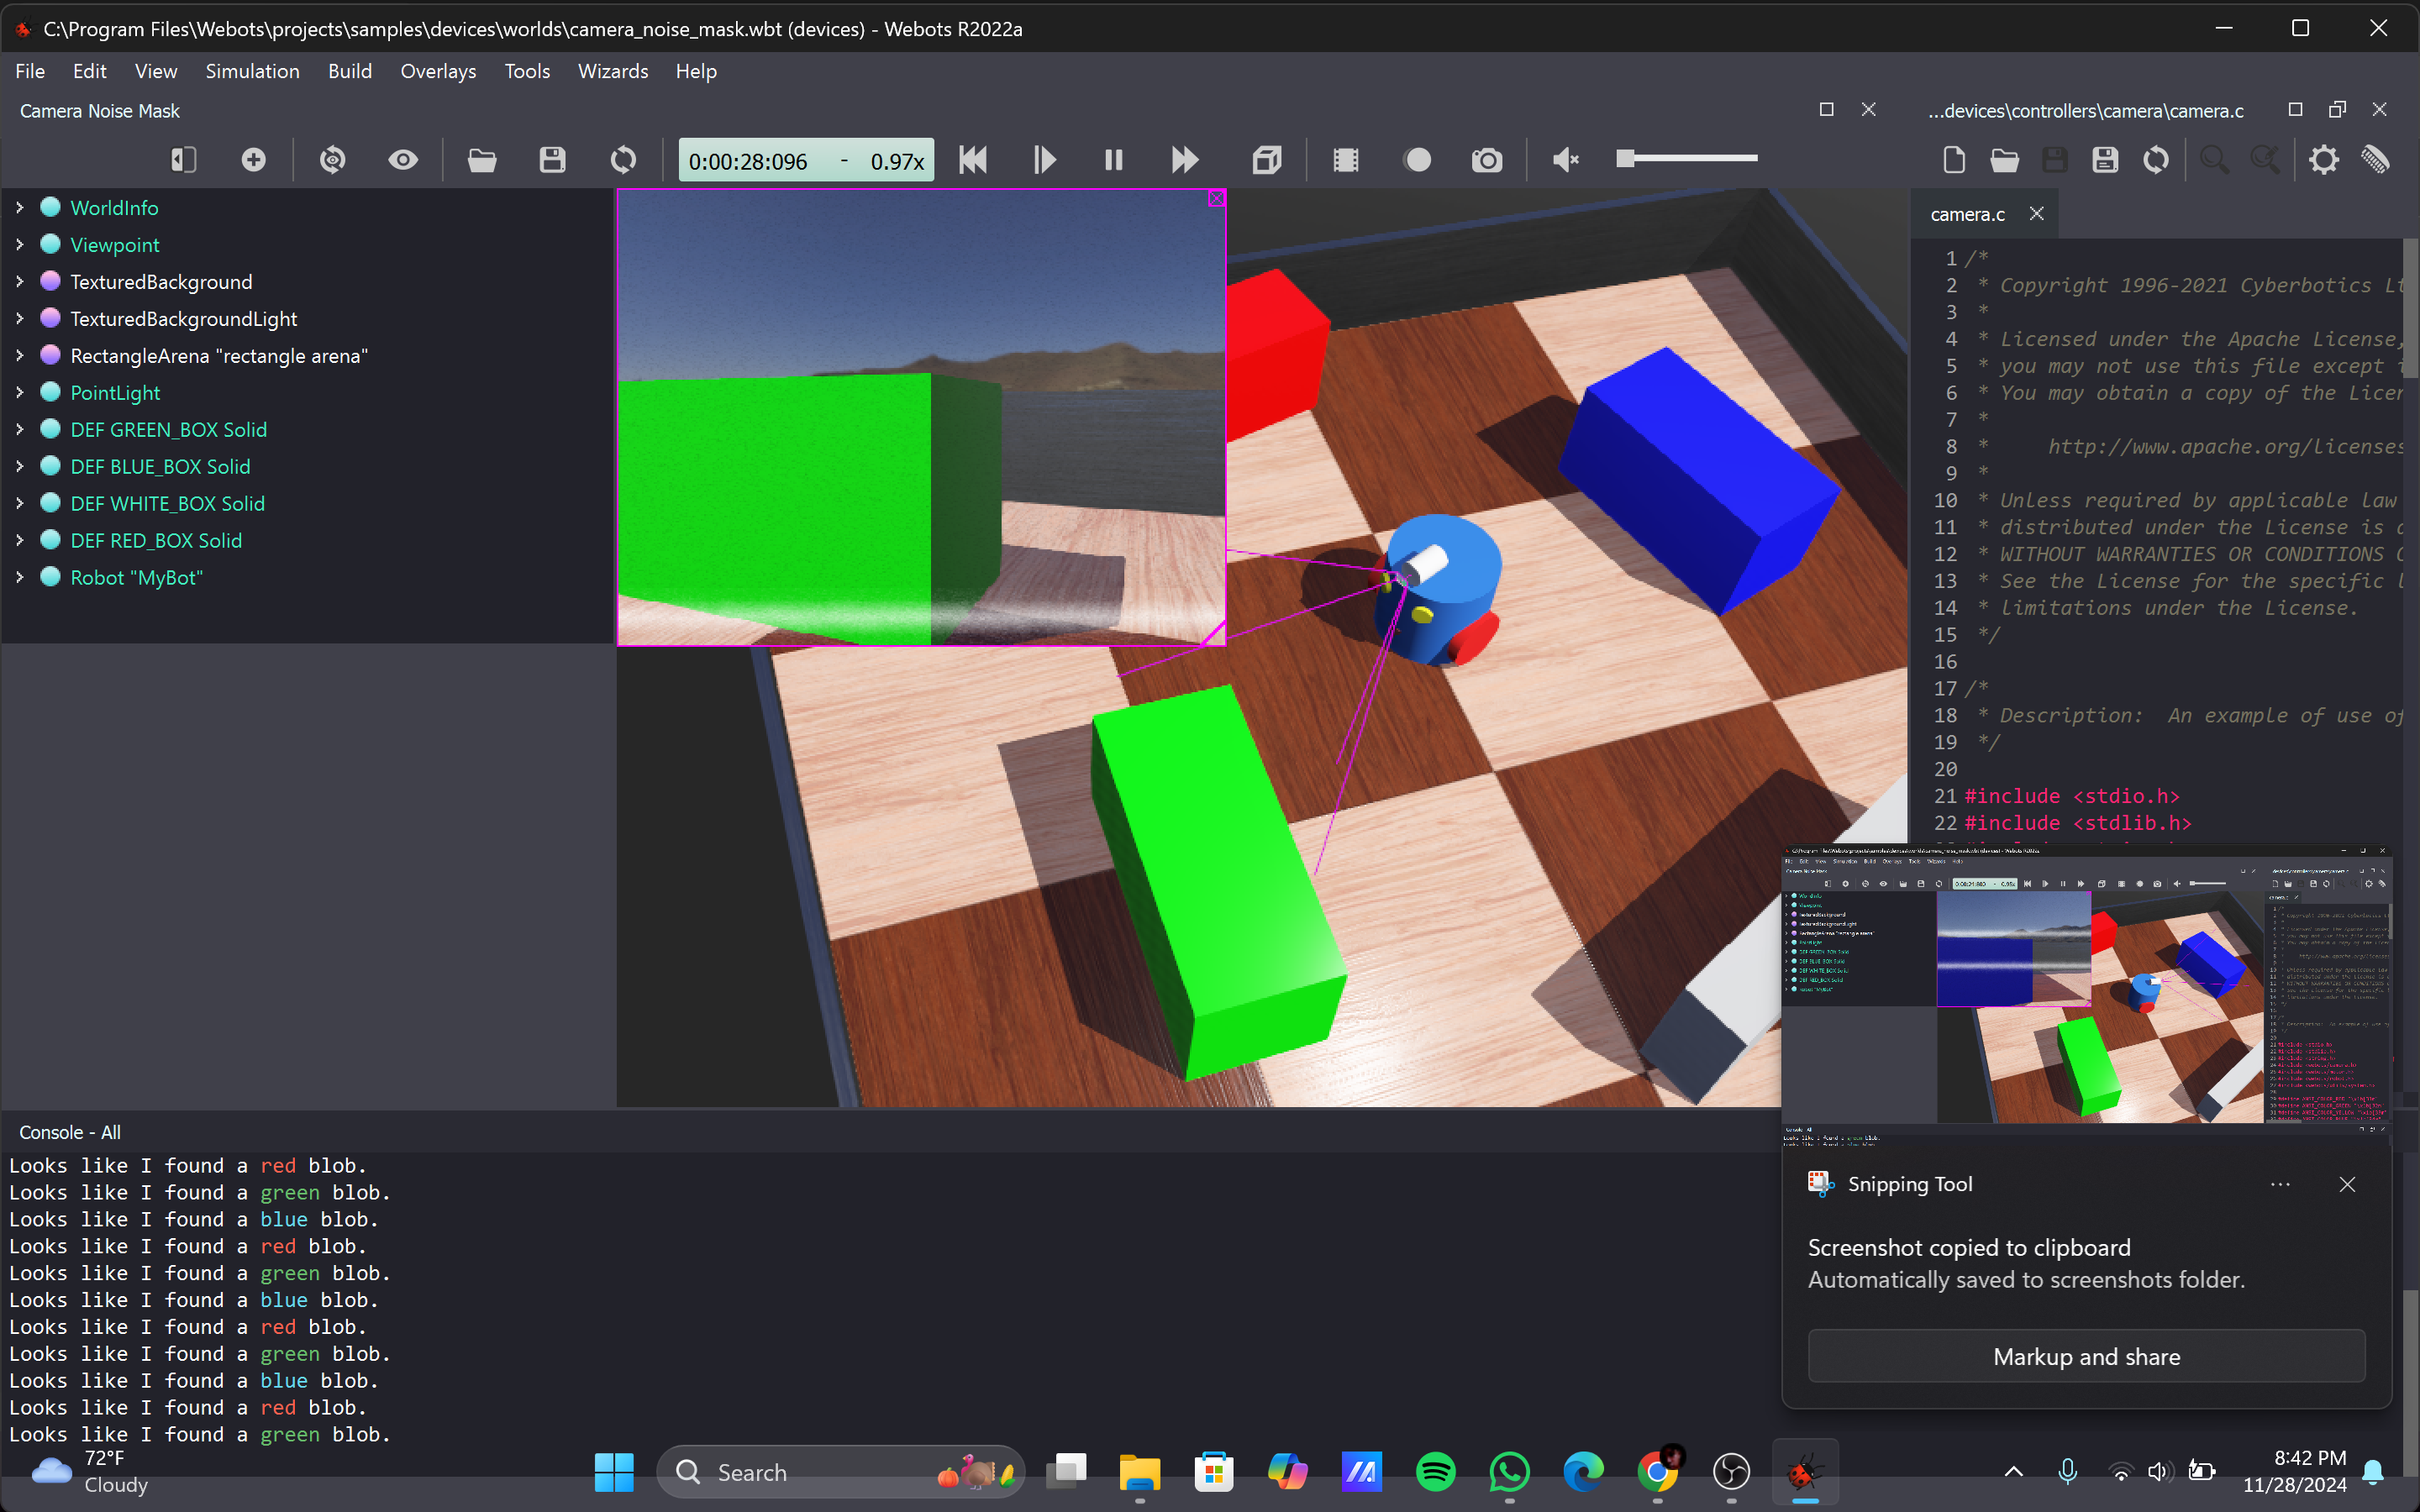 C:\Program Files\Webots\projects\samples\devices\worlds\camera_noise_mask.wbt (devices) - Webots R2022a
File Edit View Simulation Build Overlays Tools Wizards Help
Camera Noise Mask
...devices\controllers\camera\camera.c
0:00:28:096 - 0.97x
WorldInfo
Viewpoint
TexturedBackground
TexturedBackgroundLight
RectangleArena "rectangle arena"
PointLight
DEF GREEN_BOX Solid
DEF BLUE_BOX Solid
DEF WHITE_BOX Solid
DEF RED_BOX Solid
Robot "MyBot"
camera.c
1 /*
2 * Copyright 1996-2021 Cyberbotics Lt
3 *
4 * Licensed under the Apache License,
5 * you may not use this file except i
6 * You may obtain a copy of the Licen
7 *
8 * http://www.apache.org/licenses
9 *
10 * Unless required by applicable law
11 * distributed under the License is d
12 * WITHOUT WARRANTIES OR CONDITIONS O
13 * See the License for the specific l
14 * limitations under the License.
15 */
16
17 /*
18 * Description: An example of use of
19 */
20
21 #include <stdio.h>
22 #include <stdlib.h>
Console - All
Looks like I found a red blob.
Looks like I found a green blob.
Looks like I found a blue blob.
Looks like I found a red blob.
Looks like I found a green blob.
Looks like I found a blue blob.
Looks like I found a red blob.
Looks like I found a green blob.
Looks like I found a blue blob.
Looks like I found a red blob.
Looks like I found a green blob.
Snipping Tool
Screenshot copied to clipboard
Automatically saved to screenshots folder.
Markup and share
72°F
Cloudy
Search
8:42 PM
11/28/2024